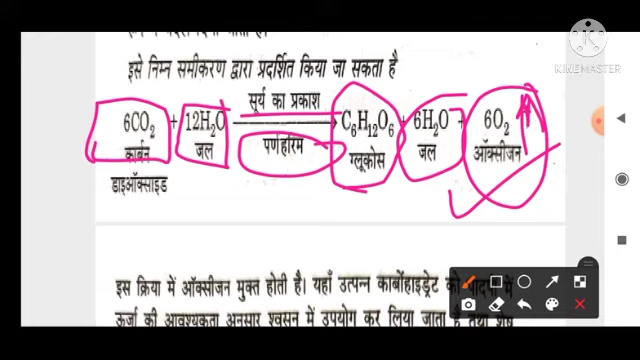 इसे निम्न समीकरण द्वारा प्रदर्शित किया जा सकता है
सूर्य का प्रकाश
6CO₂ + 12H₂O → C₆H₁₂O₆ + 6H₂O + 6O₂
पर्णहरिम
कार्बन जल ग्लूकोस जल ऑक्सीजन
डाइऑक्साइड
इस क्रिया में ऑक्सीजन मुक्त होती है। यहाँ उत्पन्न कार्बोहाइड्रेट को पादपों में
ऊर्जा की आवश्यकता अनुसार श्वसन में उपयोग कर लिया जाता है तथा शेष
KINEMASTER